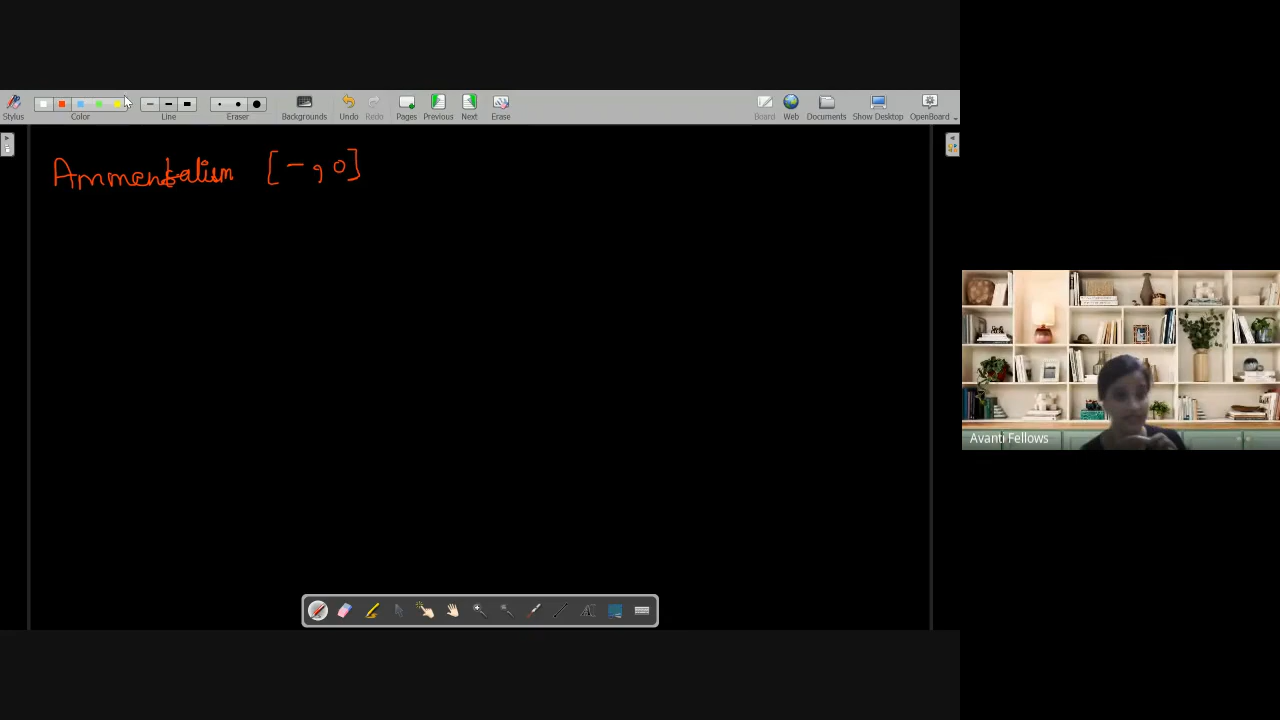 Stylus
Color
Line
Eraser
Backgrounds
Undo
Redo
Pages
Previous
Next
Erase
Board
Web
Documents
Show Desktop
OpenBoard
Ammentalism [-,0]
Avanti Fellows